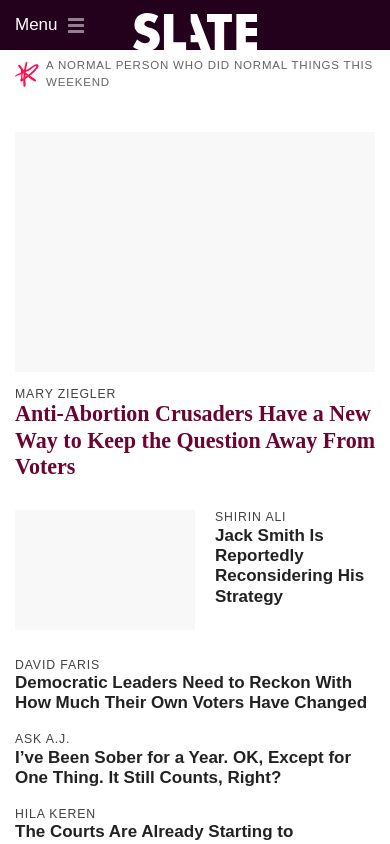 Menu
SLATE
A NORMAL PERSON WHO DID NORMAL THINGS THIS
WEEKEND
MARY ZIEGLER
Anti-Abortion Crusaders Have a New
Way to Keep the Question Away From
Voters
SHIRIN ALI
Jack Smith Is
Reportedly
Reconsidering His
Strategy
DAVID FARIS
Democratic Leaders Need to Reckon With
How Much Their Own Voters Have Changed
ASK A.J.
I’ve Been Sober for a Year. OK, Except for
One Thing. It Still Counts, Right?
HILA KEREN
The Courts Are Already Starting to